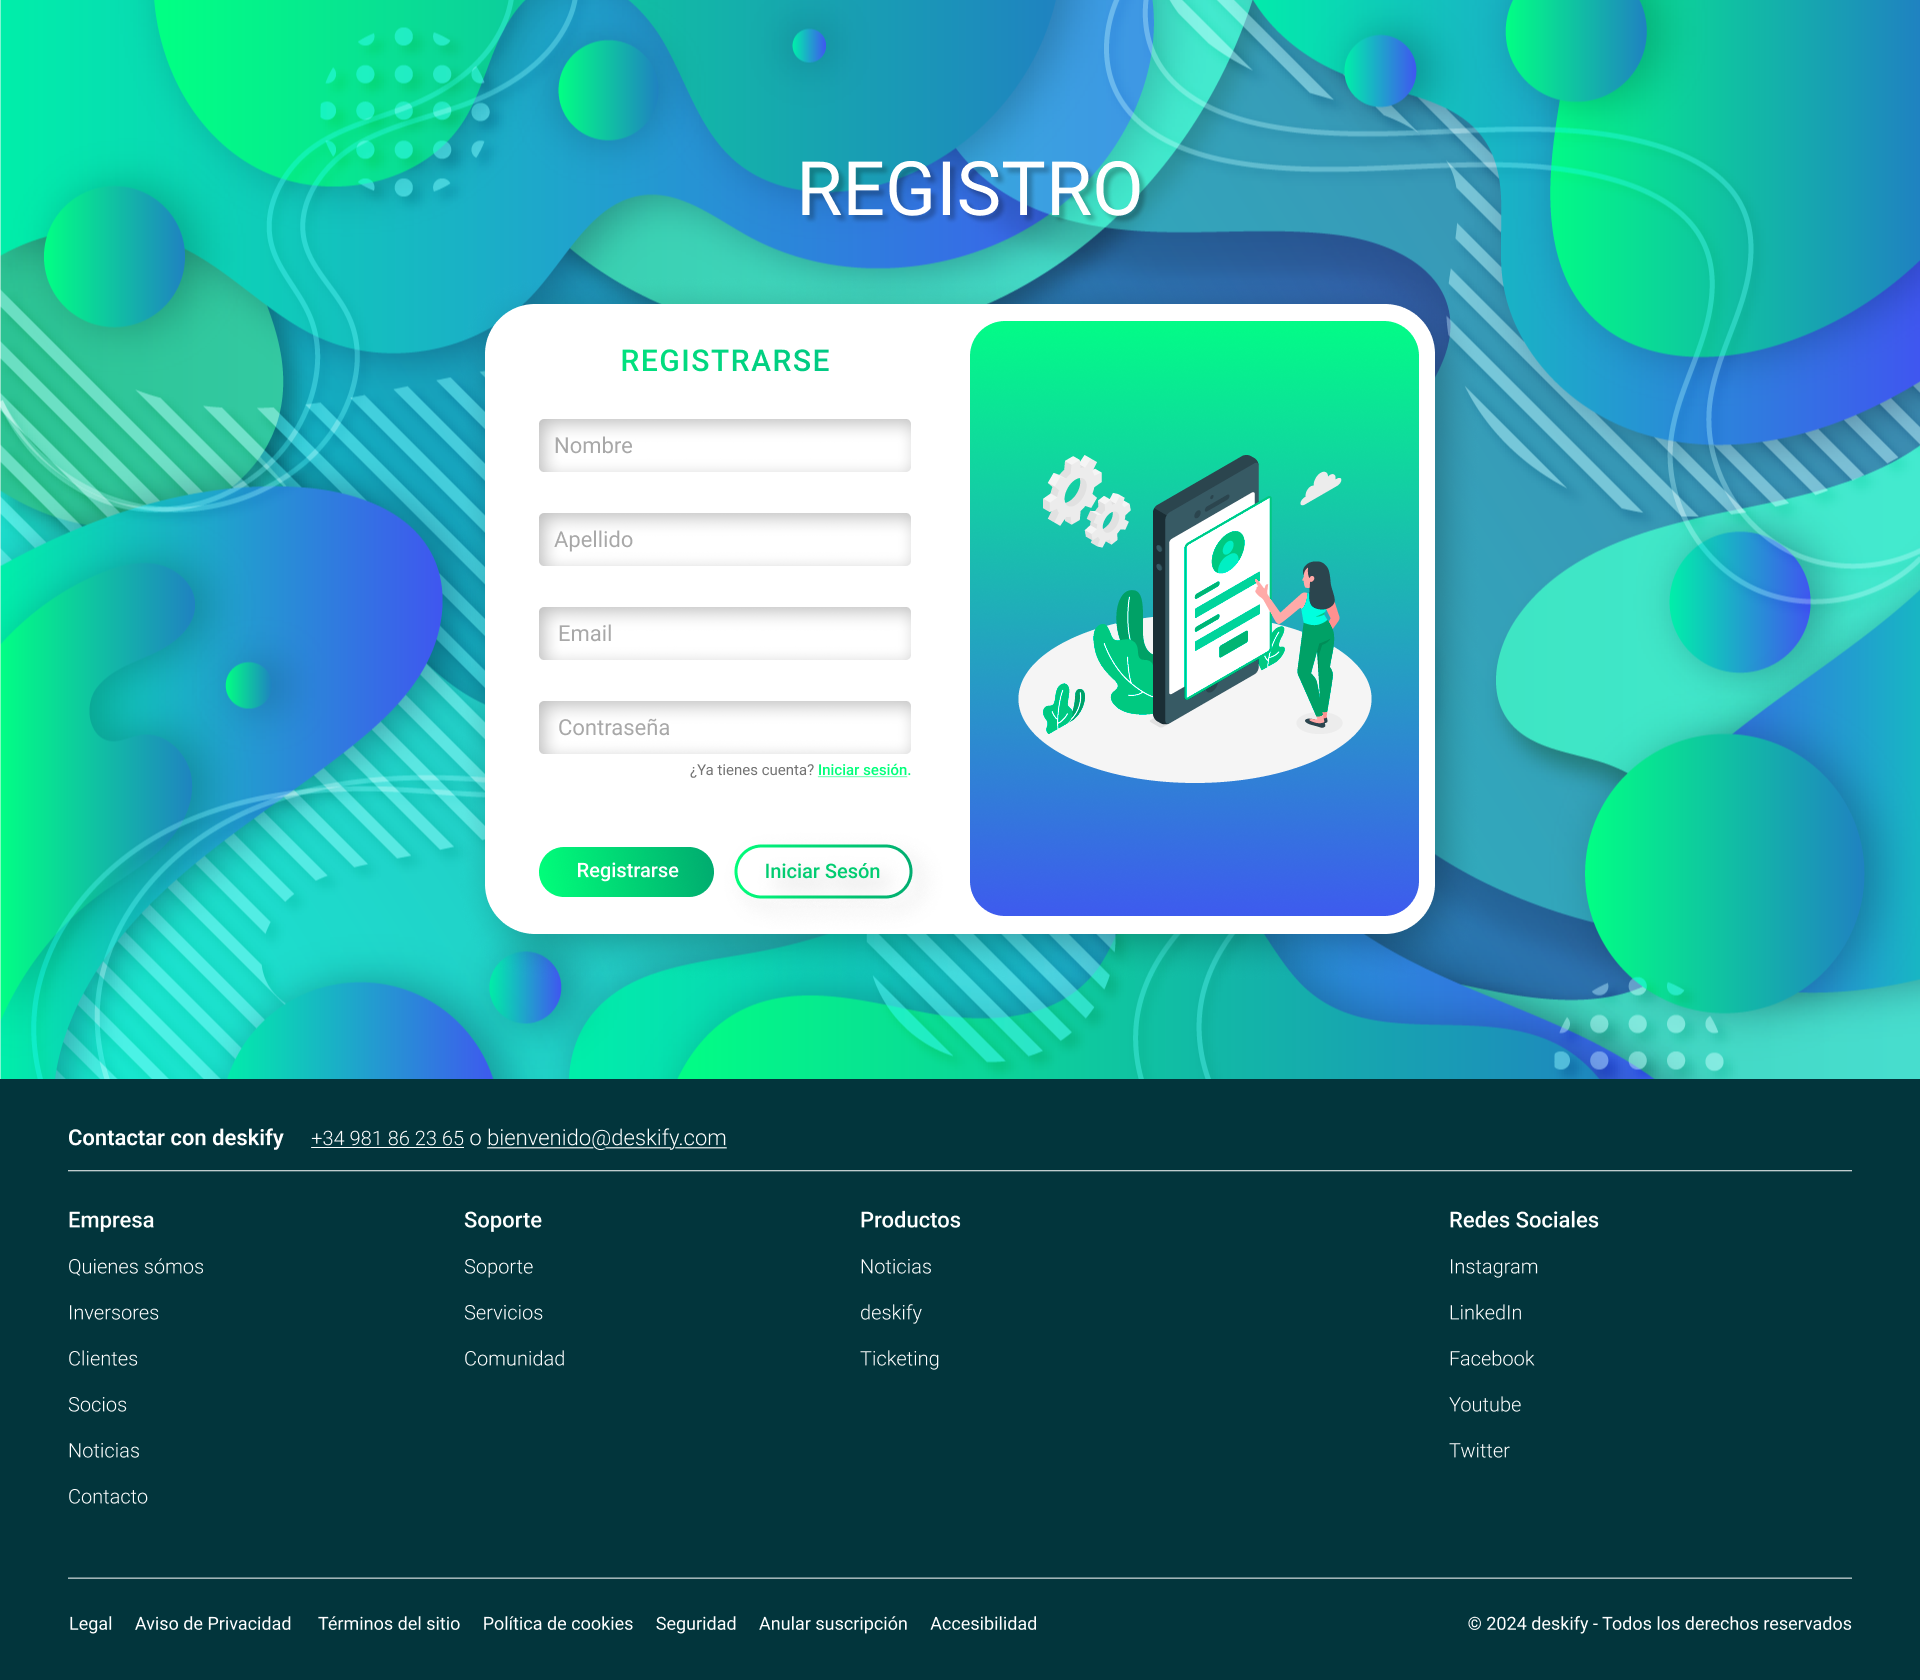 REGISTRO
REGISTRARSE
Nombre
Apellido
Email
Contraseña
¿Ya tienes cuenta? Iniciar sesión.
Registrarse
Iniciar Sesón
Contactar con deskify +34 981 86 23 65 o bienvenido@deskify.com
Empresa
Quienes sómos
Inversores
Clientes
Socios
Noticias
Contacto
Soporte
Soporte
Servicios
Comunidad
Productos
Noticias
deskify
Ticketing
Redes Sociales
Instagram
LinkedIn
Facebook
Youtube
Twitter
Legal Aviso de Privacidad Términos del sitio Política de cookies Seguridad Anular suscripción Accesibilidad
© 2024 deskify - Todos los derechos reservados